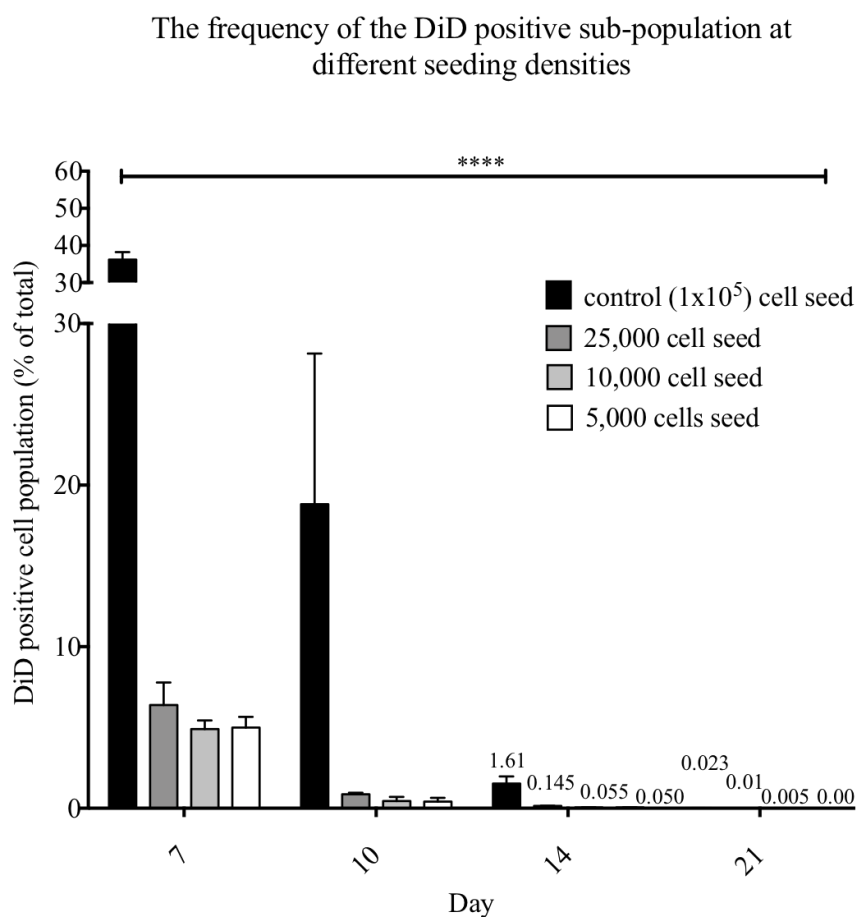 The frequency of the DiD positive sub-population at
different seeding densities
****
60
50
40
30
30
20
10
0
DiD positive cell population (% of total)
control (1x10⁵) cell seed
25,000 cell seed
10,000 cell seed
5,000 cells seed
1.61
0.145
0.055
0.050
0.023
0.01
0.005
0.00
7
10
14
21
Day